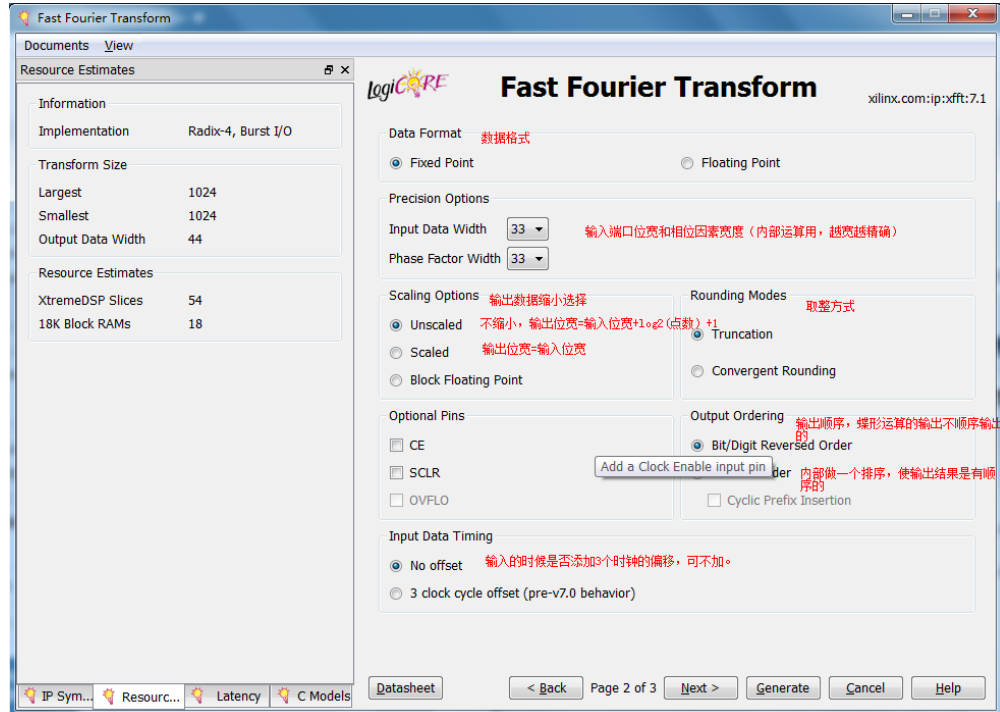 Fast Fourier Transform
Documents View
Resource Estimates
Information
Implementation Radix-4, Burst I/O
Transform Size
Largest 1024
Smallest 1024
Output Data Width 44
Resource Estimates
XtremeDSP Slices 54
18K Block RAMs 18
IP Sym... Resourc... Latency C Models
LogiCORE
Fast Fourier Transform
xilinx.com:ip:xfft:7.1
Data Format 数据格式
Fixed Point Floating Point
Precision Options
Input Data Width 33 输入端口位宽和相位因素宽度（内部运算用，越宽越精确）
Phase Factor Width 33
Scaling Options 输出数据缩小选择
Unscaled 不缩小，输出位宽=输入位宽+log2(点数）+1
Scaled 输出位宽=输入位宽
Block Floating Point
Rounding Modes 取整方式
Truncation
Convergent Rounding
Optional Pins
CE
SCLR
OVFLO
Add a Clock Enable input pin
Output Ordering 输出顺序，蝶形运算的输出不顺序输出
的
Bit/Digit Reversed Order
der 内部做一个排序，使输出结果是有顺
序的
Cyclic Prefix Insertion
Input Data Timing
No offset 输入的时候是否添加3个时钟的偏移，可不加。
3 clock cycle offset (pre-v7.0 behavior)
Datasheet < Back Page 2 of 3 Next > Generate Cancel Help